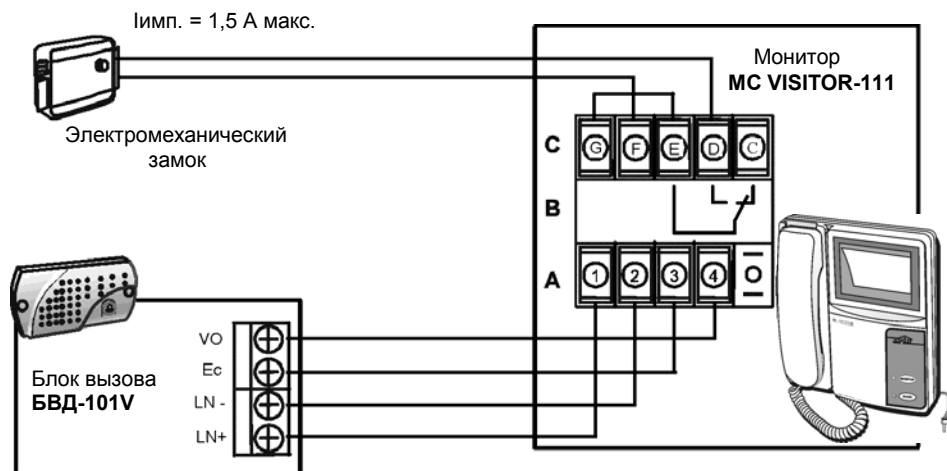 Iимп. = 1,5 А макс.
Монитор
МС VISITOR-111
Электромеханический
замок
C
G F E D C
B
A
1 2 3 4
VO
Ec
LN -
LN+
Блок вызова
БВД-101V